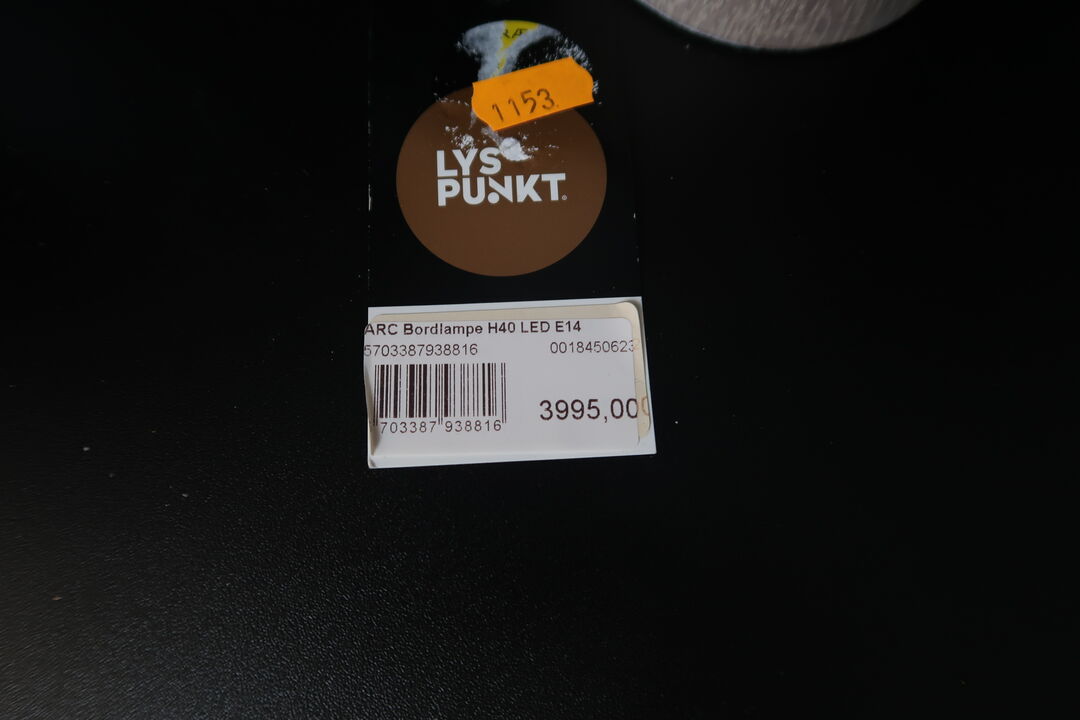 1153
LYS
PUNKT
ARC Bordlampe H40 LED E14
5703387938816
0018450623
3995,00
703387 938816